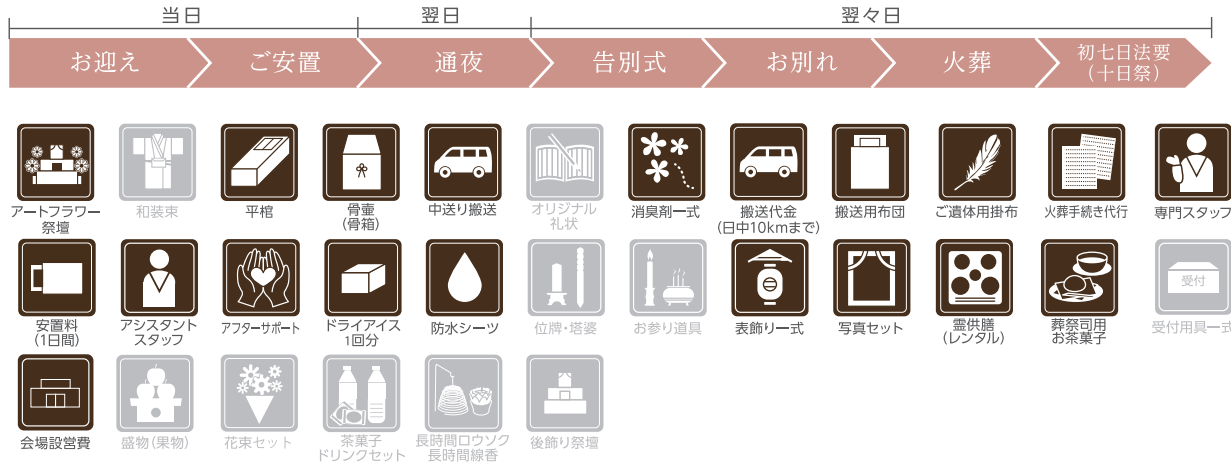 当日
翌日
翌々日
お迎え
ご安置
通夜
告別式
お別れ
火葬
初七日法要
(十日祭)
アートフラワー
祭壇
和装束
平棺
骨壷
(骨箱)
中送り搬送
オリジナル
礼状
消臭剤一式
搬送代金
(日中10kmまで)
搬送用布団
ご遺体用掛布
火葬手続き代行
専門スタッフ
安置料
(1日間)
アシスタント
スタッフ
アフターサポート
ドライアイス
1回分
防水シーツ
位牌・塔婆
お参り道具
表飾り一式
写真セット
霊供膳
(レンタル)
葬祭司用
お茶菓子
受付
受付用具一式
会場設営費
盛物(果物)
花束セット
茶菓子
ドリンクセット
長時間ロウソク
長時間線香
後飾り祭壇